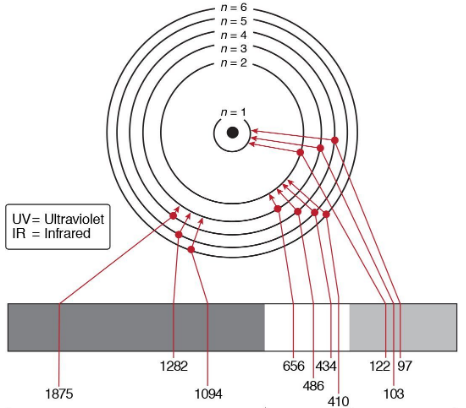 n = 6
n = 5
n = 4
n = 3
n = 2
n = 1
UV = Ultraviolet
IR = Infrared
1875
1282
1094
656
486
434
410
122
103
97